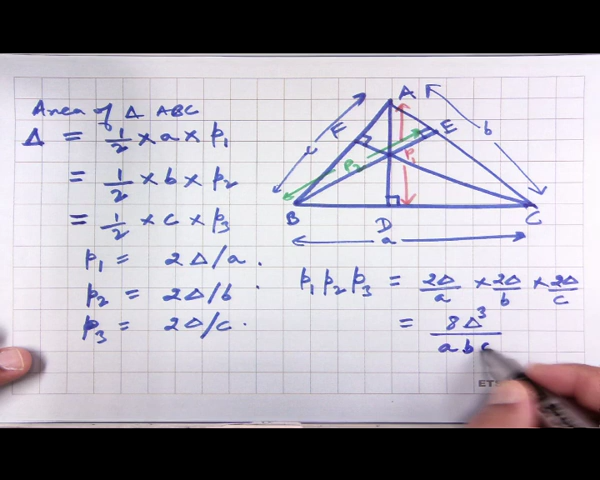 Area of Δ ABC
Δ = 1/2 × a × p₁
= 1/2 × b × p₂
= 1/2 × c × p₃
p₁ = 2Δ/a.
p₂ = 2Δ/b.
p₃ = 2Δ/c.
A
F
E
b
c
p₂
p₁
B
D
C
a
p₁ p₂ p₃ = 2Δ/a × 2Δ/b × 2Δ/c
= 8Δ³/abc